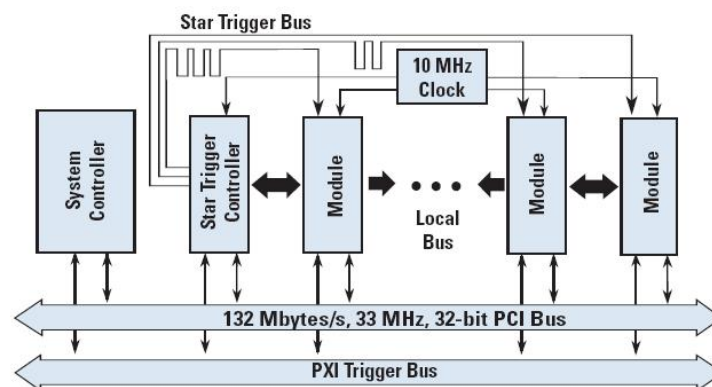 Star Trigger Bus
10 MHz
Clock
System
Controller
Star Trigger
Controller
Module
Local
Bus
Module
Module
132 Mbytes/s, 33 MHz, 32-bit PCI Bus
PXI Trigger Bus